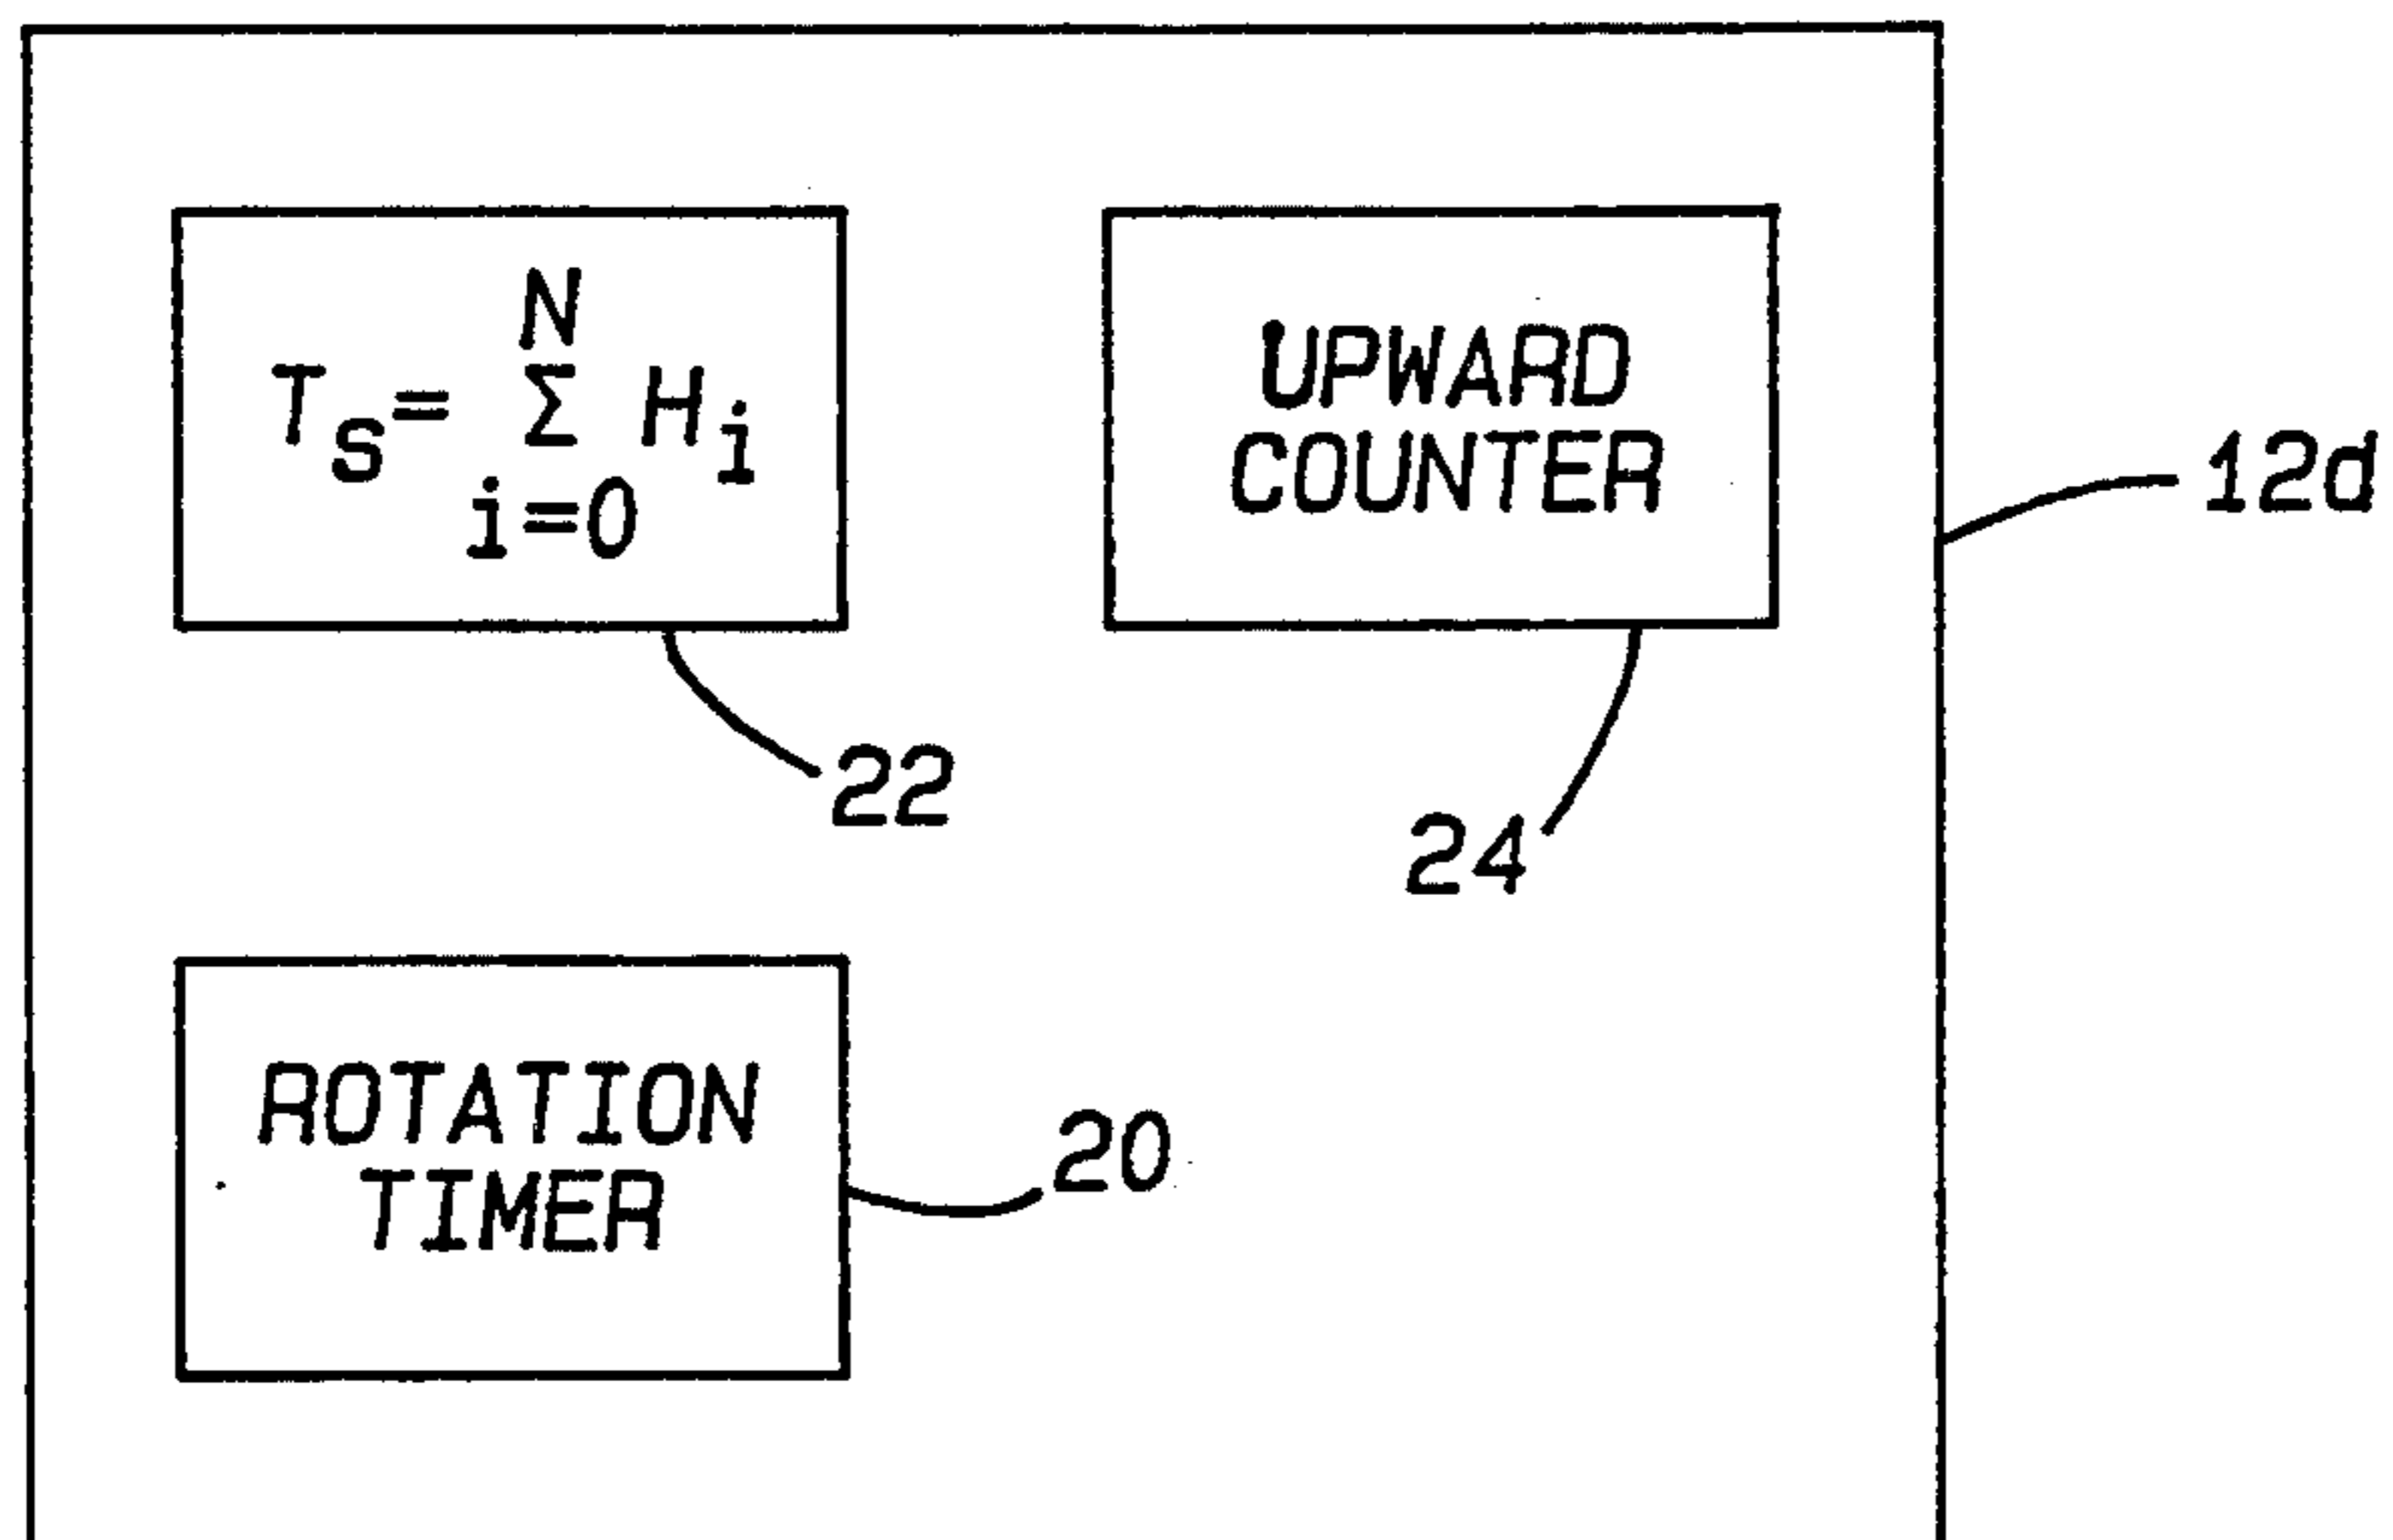 N
T_S= Σ H_i
i=0
UPWARD
COUNTER
12d
22
24
ROTATION
TIMER
20